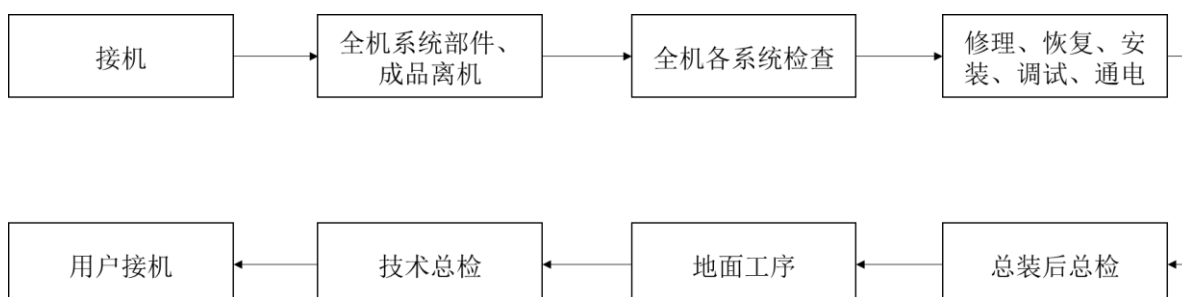 接机
全机系统部件、
成品离机
全机各系统检查
修理、恢复、安
装、调试、通电
总装后总检
地面工序
技术总检
用户接机